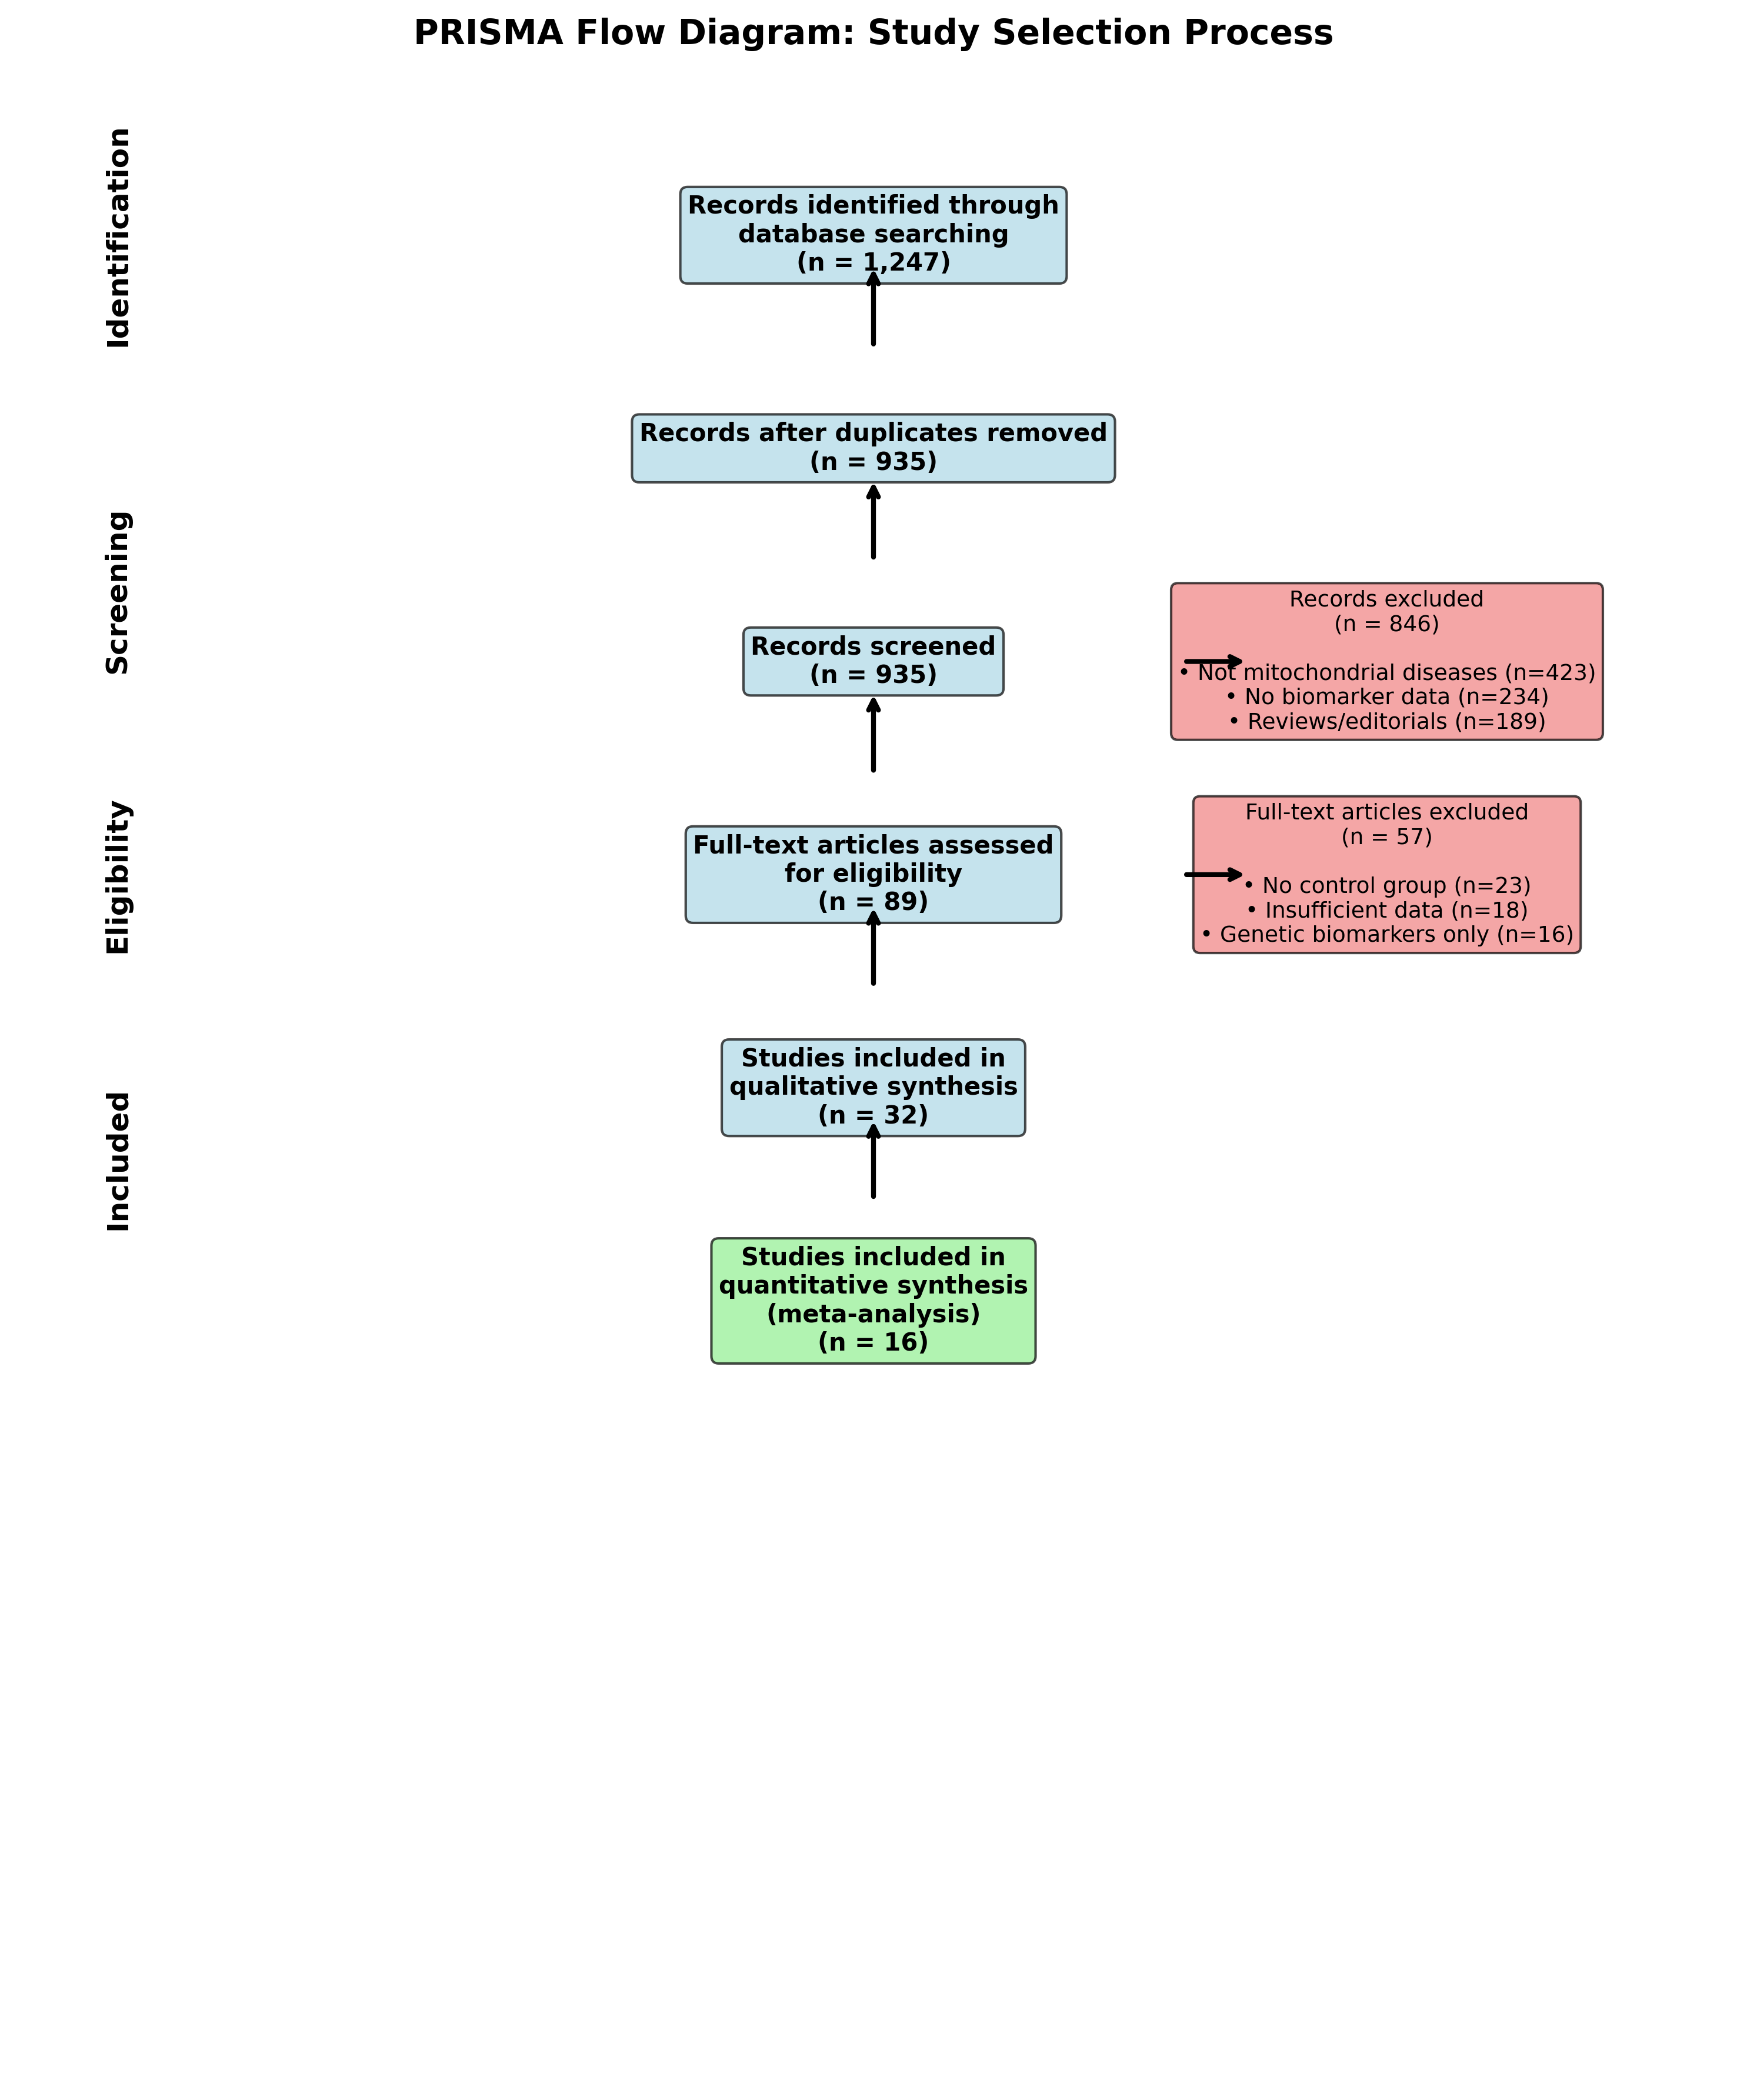 PRISMA Flow Diagram: Study Selection Process
Identification
Records identified through
database searching
(n = 1,247)
Records after duplicates removed
(n = 935)
Screening
Records screened
(n = 935)
Records excluded
(n = 846)
• Not mitochondrial diseases (n=423)
• No biomarker data (n=234)
• Reviews/editorials (n=189)
Eligibility
Full-text articles assessed
for eligibility
(n = 89)
Full-text articles excluded
(n = 57)
• No control group (n=23)
• Insufficient data (n=18)
• Genetic biomarkers only (n=16)
Included
Studies included in
qualitative synthesis
(n = 32)
Studies included in
quantitative synthesis
(meta-analysis)
(n = 16)